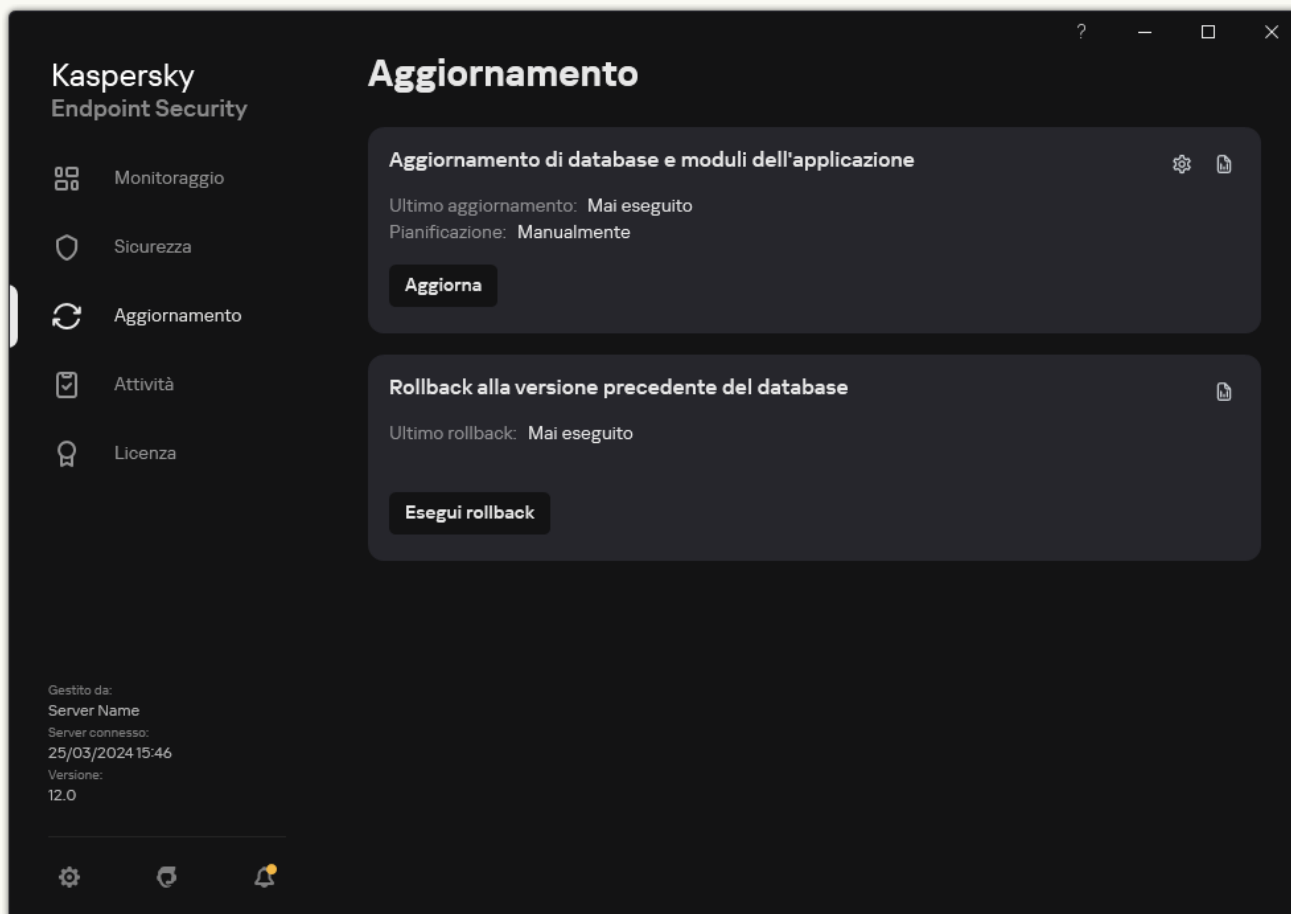 ?
Kaspersky
Endpoint Security
Monitoraggio
Sicurezza
Aggiornamento
Attività
Licenza
Gestito da:
Server Name
Server connesso:
25/03/2024 15:46
Versione:
12.0
Aggiornamento
Aggiornamento di database e moduli dell'applicazione
Ultimo aggiornamento: Mai eseguito
Pianificazione: Manualmente
Aggiorna
Rollback alla versione precedente del database
Ultimo rollback: Mai eseguito
Esegui rollback